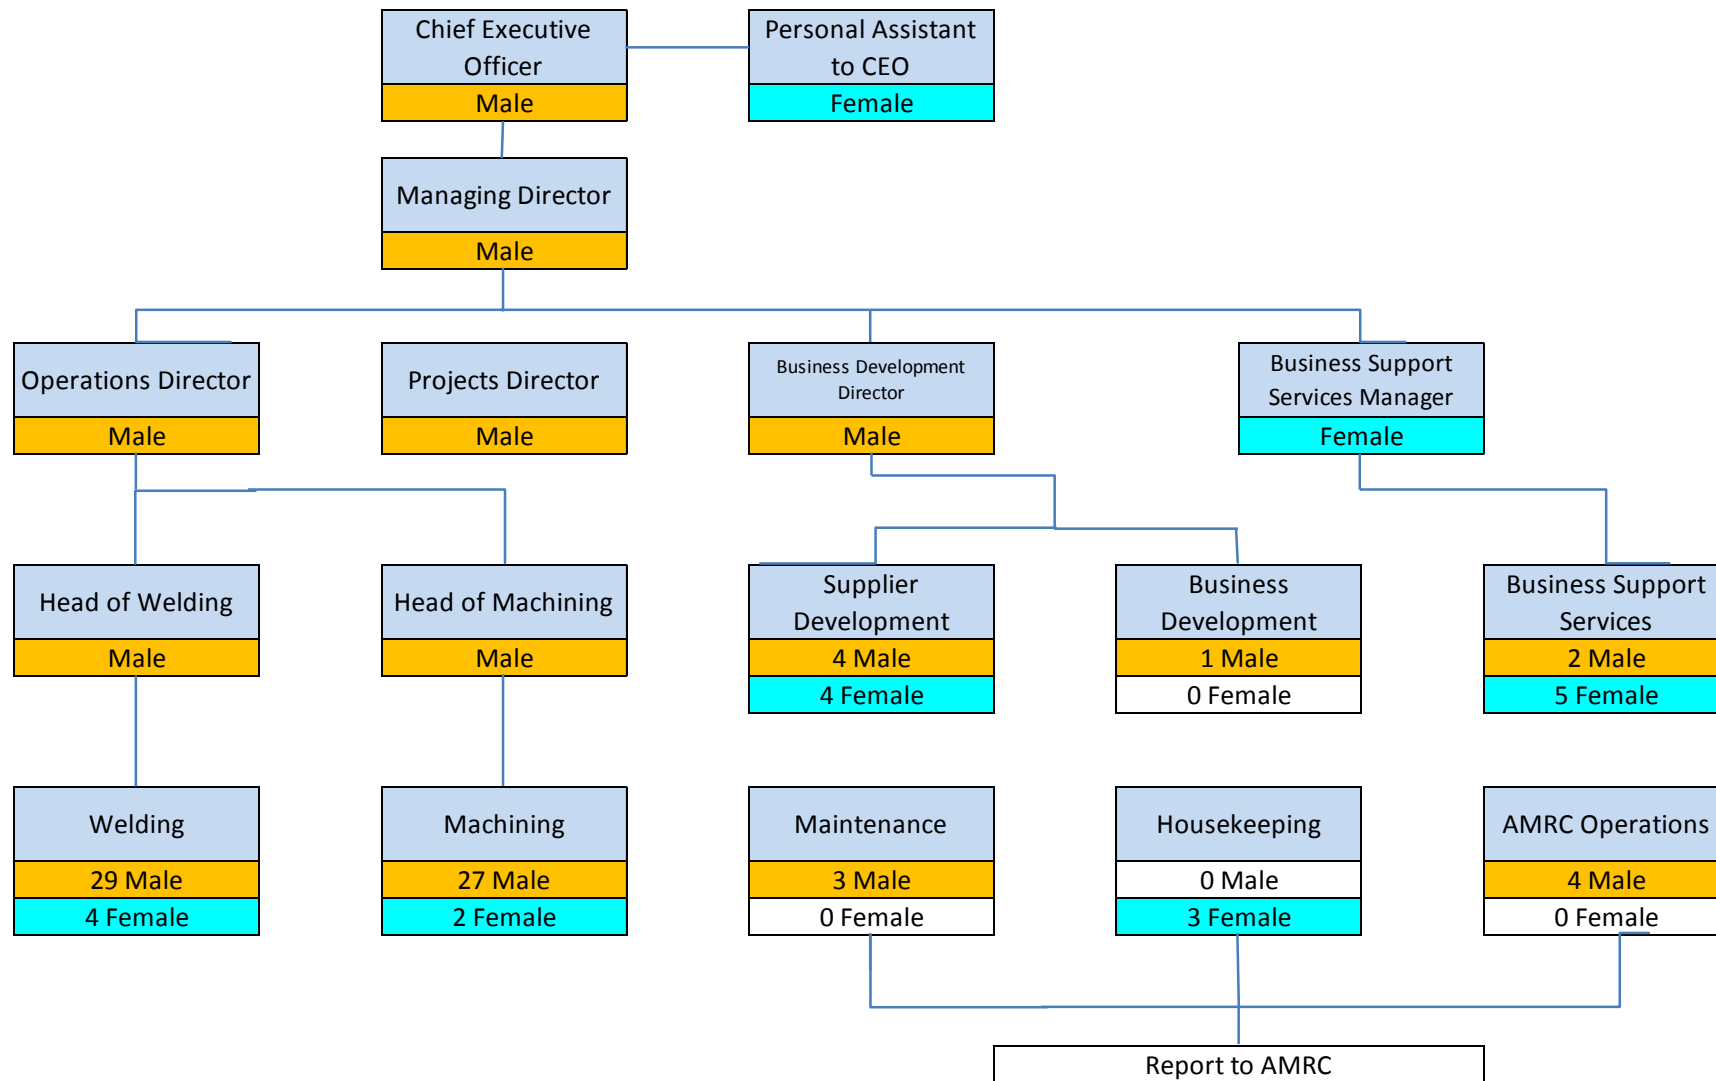 Chief Executive
Officer
Male
Personal Assistant
to CEO
Female
Managing Director
Male
Operations Director
Male
Projects Director
Male
Business Development
Director
Male
Business Support
Services Manager
Female
Head of Welding
Male
Head of Machining
Male
Supplier
Development
4 Male
4 Female
Business
Development
1 Male
0 Female
Business Support
Services
2 Male
5 Female
Welding
29 Male
4 Female
Machining
27 Male
2 Female
Maintenance
3 Male
0 Female
Housekeeping
0 Male
3 Female
AMRC Operations
4 Male
0 Female
Report to AMRC